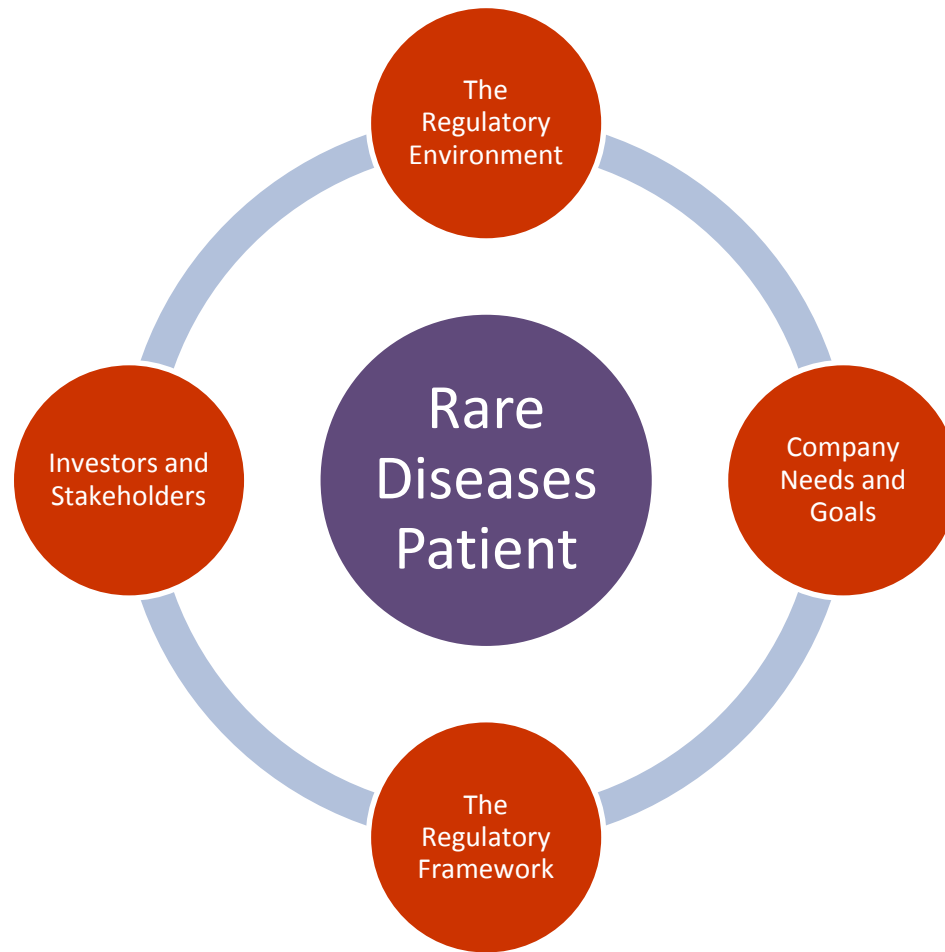 The
Regulatory
Environment
Rare
Diseases
Patient
Investors and
Stakeholders
Company
Needs and
Goals
The
Regulatory
Framework